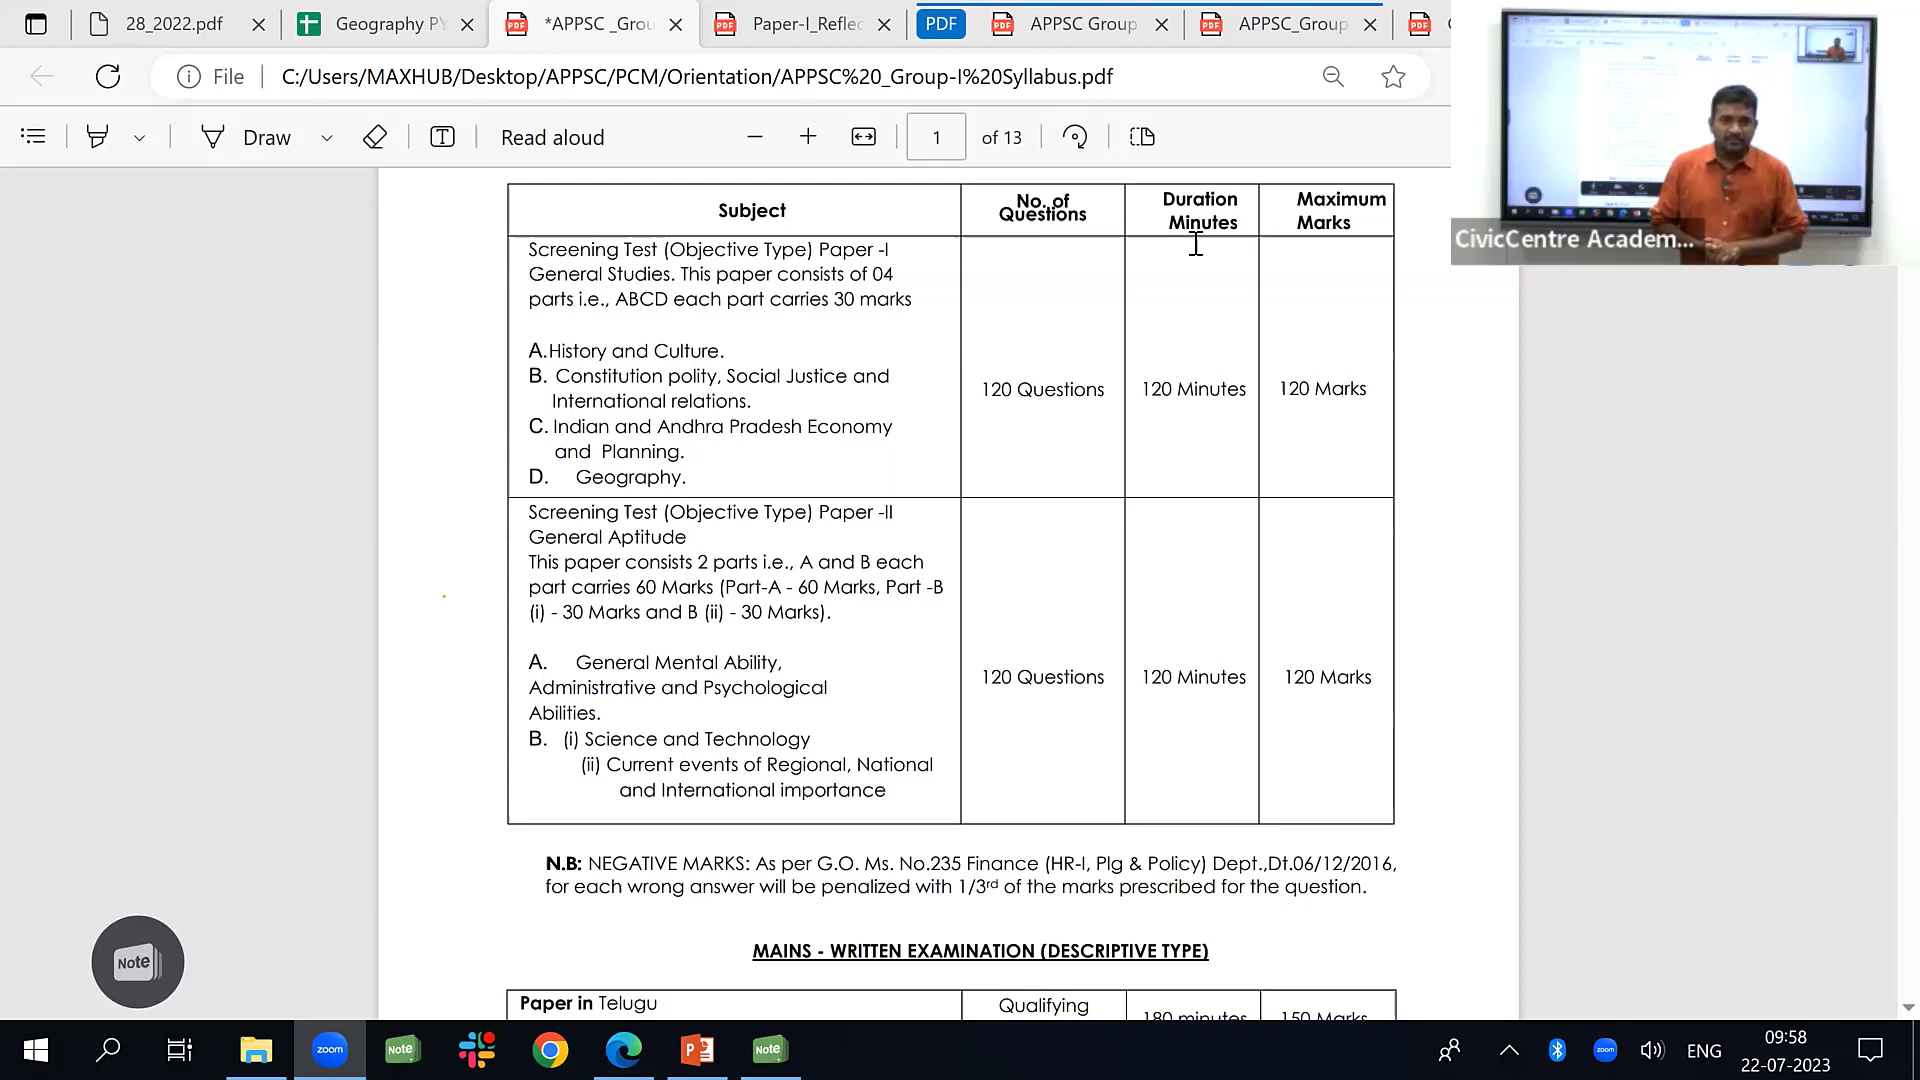 28_2022.pdf
Geography PY
*APPSC _Grou
Paper-I_Reflec
PDF
APPSC Group
APPSC_Group
File
C:/Users/MAXHUB/Desktop/APPSC/PCM/Orientation/APPSC%20_Group-I%20Syllabus.pdf
Draw
Read aloud
1
of 13
CivicCentre Academ...
Subject
No. of
Questions
Duration
Minutes
Maximum
Marks
Screening Test (Objective Type) Paper -I
General Studies. This paper consists of 04
parts i.e., ABCD each part carries 30 marks
A.History and Culture.
B. Constitution polity, Social Justice and
International relations.
C. Indian and Andhra Pradesh Economy
and Planning.
D. Geography.
120 Questions
120 Minutes
120 Marks
Screening Test (Objective Type) Paper -II
General Aptitude
This paper consists 2 parts i.e., A and B each
part carries 60 Marks (Part-A - 60 Marks, Part -B
(i) - 30 Marks and B (ii) - 30 Marks).
A. General Mental Ability,
Administrative and Psychological
Abilities.
B. (i) Science and Technology
(ii) Current events of Regional, National
and International importance
120 Questions
120 Minutes
120 Marks
N.B: NEGATIVE MARKS: As per G.O. Ms. No.235 Finance (HR-I, Plg & Policy) Dept.,Dt.06/12/2016,
for each wrong answer will be penalized with 1/3rd of the marks prescribed for the question.
MAINS - WRITTEN EXAMINATION (DESCRIPTIVE TYPE)
Paper in Telugu
Qualifying
180 minutes
150 Marks
Note
zoom
Note
Note
zoom
ENG
09:58
22-07-2023